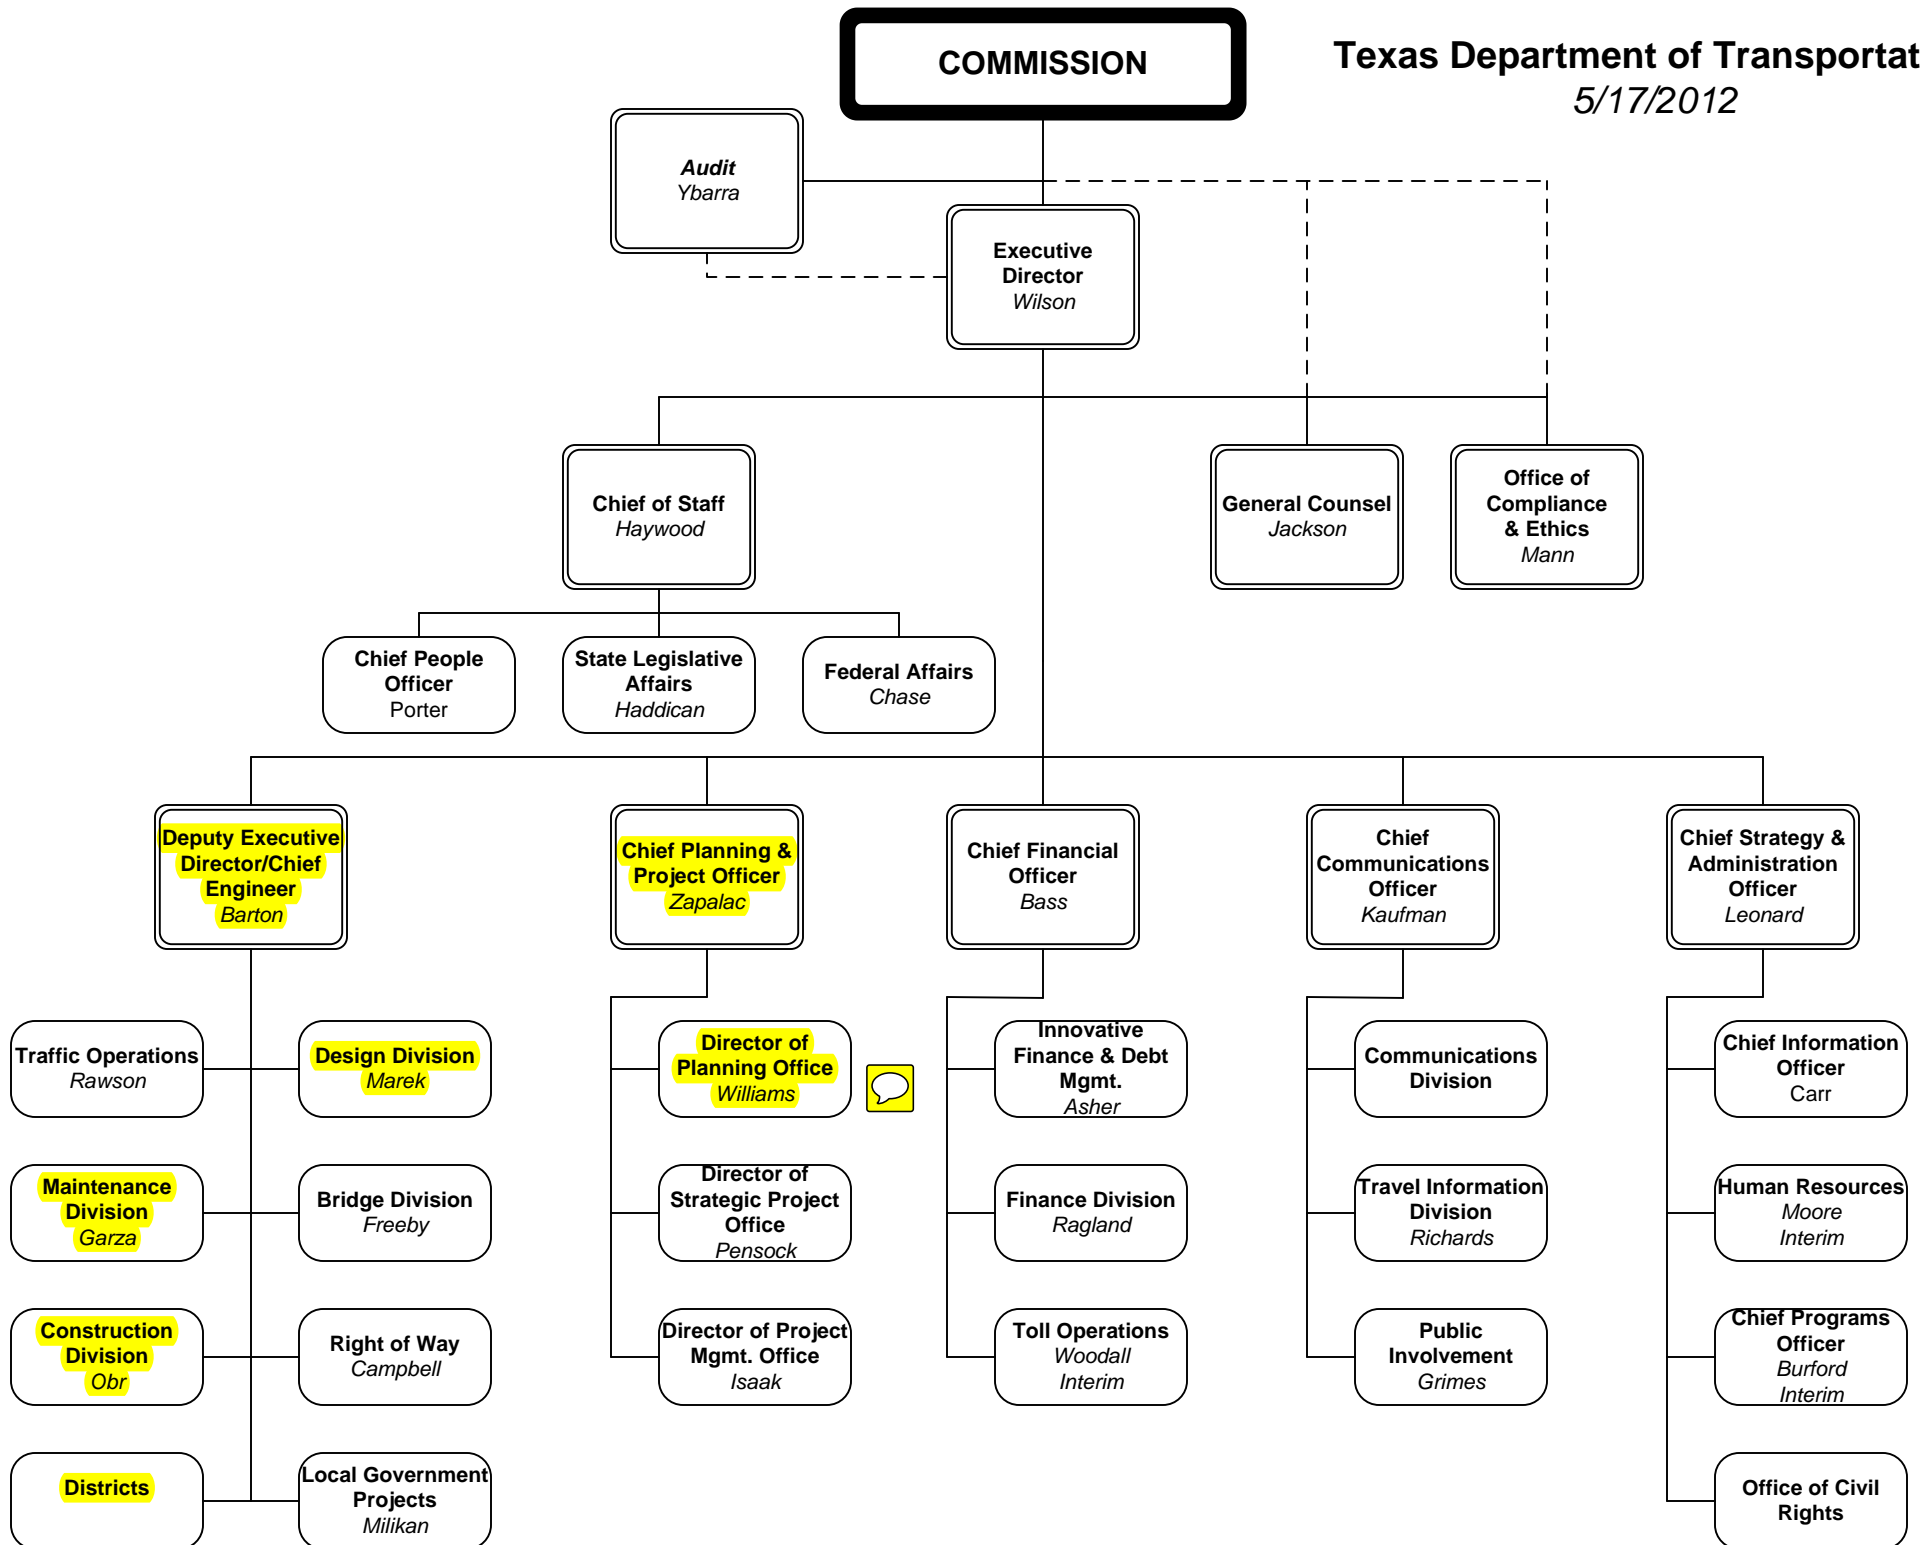 COMMISSION
Texas Department of Transportat
5/17/2012
Audit
Ybarra
Executive
Director
Wilson
Chief of Staff
Haywood
General Counsel
Jackson
Office of
Compliance
& Ethics
Mann
Chief People
Officer
Porter
State Legislative
Affairs
Haddican
Federal Affairs
Chase
Deputy Executive
Director/Chief
Engineer
Barton
Chief Planning &
Project Officer
Zapalac
Chief Financial
Officer
Bass
Chief
Communications
Officer
Kaufman
Chief Strategy &
Administration
Officer
Leonard
Traffic Operations
Rawson
Design Division
Marek
Director of
Planning Office
Williams
Innovative
Finance & Debt
Mgmt.
Asher
Communications
Division
Chief Information
Officer
Carr
Maintenance
Division
Garza
Bridge Division
Freeby
Director of
Strategic Project
Office
Pensock
Finance Division
Ragland
Travel Information
Division
Richards
Human Resources
Moore
Interim
Construction
Division
Obr
Right of Way
Campbell
Director of Project
Mgmt. Office
Isaak
Toll Operations
Woodall
Interim
Public
Involvement
Grimes
Chief Programs
Officer
Burford
Interim
Districts
Local Government
Projects
Milikan
Office of Civil
Rights